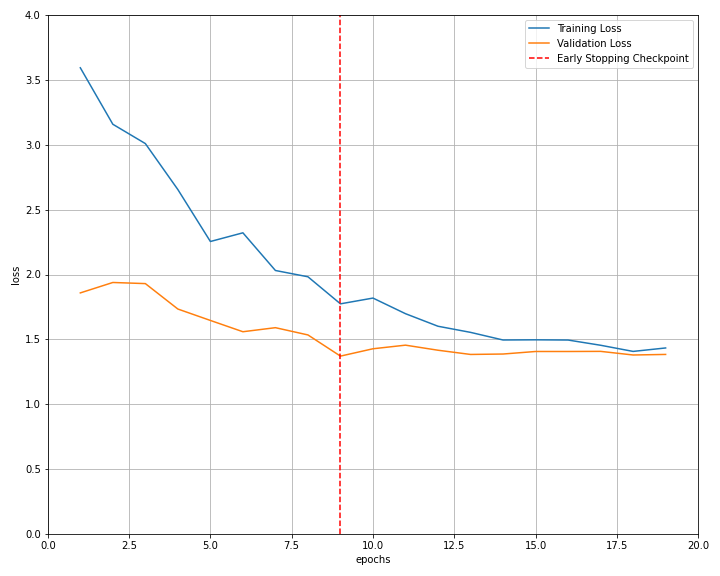 4.0
3.5
3.0
2.5
2.0
1.5
1.0
0.5
0.0
loss
Training Loss
Validation Loss
Early Stopping Checkpoint
0.0 2.5 5.0 7.5 10.0 12.5 15.0 17.5 20.0
epochs